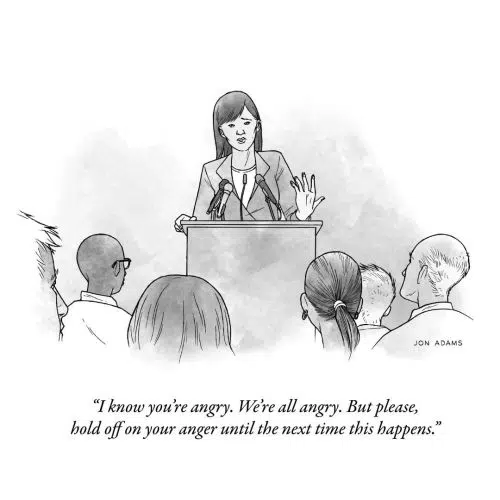 JON ADAMS
“I know you’re angry. We’re all angry. But please,
hold off on your anger until the next time this happens.”